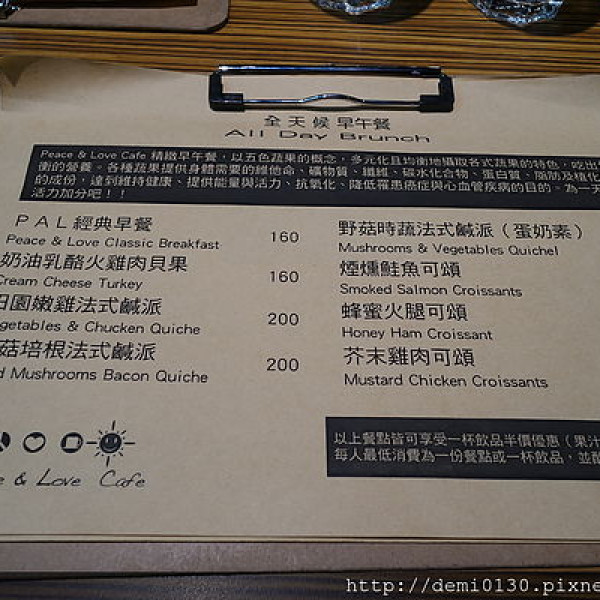 全天候早午餐
All Day Brunch
Peace & Love Cafe 精緻早午餐，以五色蔬果的概念，多元化且均衡地攝取各式蔬果的特色，吃出
衡的營養。各種蔬果提供身體需要的維他命、礦物質、纖維、碳水化合物、蛋白質、脂肪及植化
的成份，達到維持健康、提供能量與活力、抗氧化、降低罹患癌症與心血管疾病的目的。為一天
活力加分吧！！
PAL經典早餐
Peace & Love Classic Breakfast 160
奶油乳酪火雞肉貝果 160
Cream Cheese Turkey
田園嫩雞法式鹹派 200
getables & Chucken Quiche
菇培根法式鹹派 200
d Mushrooms Bacon Quiche
野菇時蔬法式鹹派（蛋奶素）
Mushrooms & Vegetables Quichel
煙燻鮭魚可頌
Smoked Salmon Croissants
蜂蜜火腿可頌
Honey Ham Croissant
芥末雞肉可頌
Mustard Chicken Croissants
e & Love Cafe
以上餐點皆可享受一杯飲品半價優惠（果汁
每人最低消費為一份餐點或一杯飲品，並酌
http://demi0130.pixne